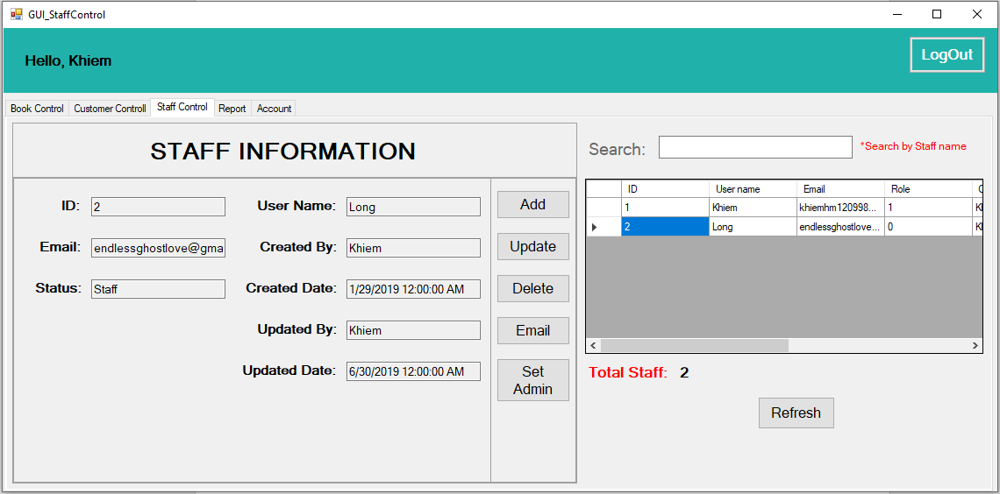 GUI_StaffControl
Hello, Khiem
LogOut
Book Control Customer Controll Staff Control Report Account
STAFF INFORMATION
ID: 2 User Name: Long
Email: endlessghostlove@gma Created By: Khiem
Status: Staff Created Date: 1/29/2019 12:00:00 AM
Updated By: Khiem
Updated Date: 6/30/2019 12:00:00 AM
Add
Update
Delete
Email
Set
Admin
Search: *Search by Staff name
ID User name Email Role
1 Khiem khiemhm120998... 1
2 Long endlessghostlove... 0
Total Staff: 2
Refresh